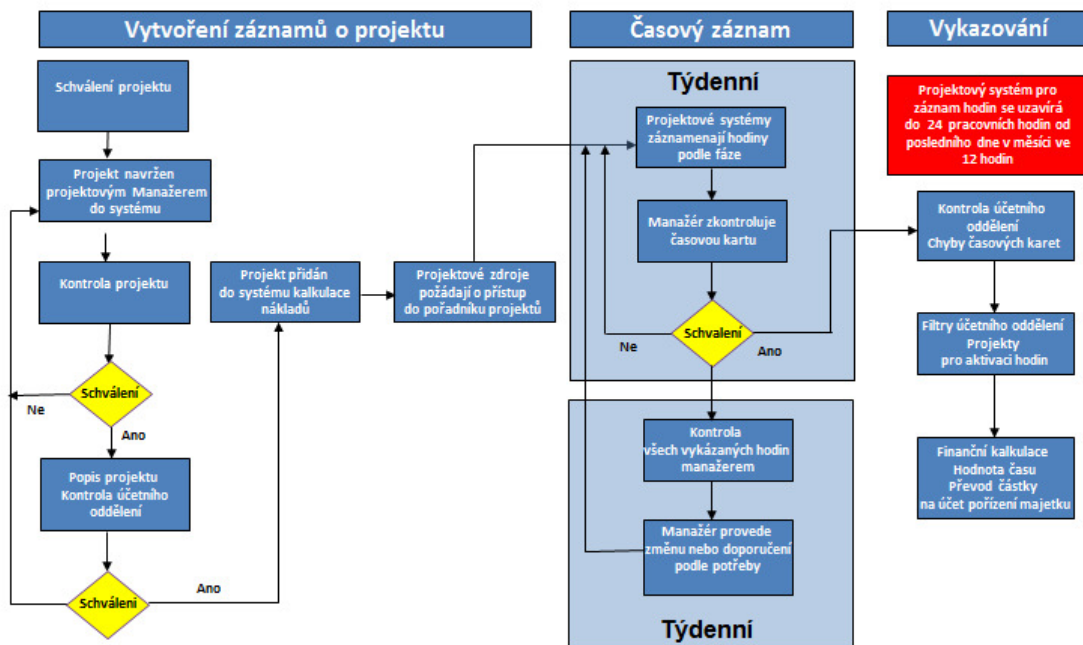 Vytvoření záznamů o projektu
Schválení projektu
Projekt navržen
projektovým Manažerem
do systému
Kontrola projektu
Schválení
Ne
Ano
Popis projektu
Kontrola účetního
oddělení
Schváleni
Ano
Projekt přidán
do systému kalkulace
nákladů
Projektové zdroje
požádají o přístup
do pořadníku projektů
Časový záznam
Týdenní
Projektové systémy
záznamenají hodiny
podle fáze
Manažér zkontroluje
časovou kartu
Schvalení
Ne
Ano
Kontrola
všech vykázaných hodin
manažerem
Manažér provede
změnu nebo doporučení
podle potřeby
Týdenní
Vykazování
Projektový systém pro
záznam hodin se uzavírá
do 24 pracovních hodin od
posledního dne v měsíci ve
12 hodin
Kontrola účetního
oddělení
Chyby časových karet
Filtry účetního oddělení
Projekty
pro aktivaci hodin
Finanční kalkulace
Hodnota času
Převod částky
na účet pořízení majetku